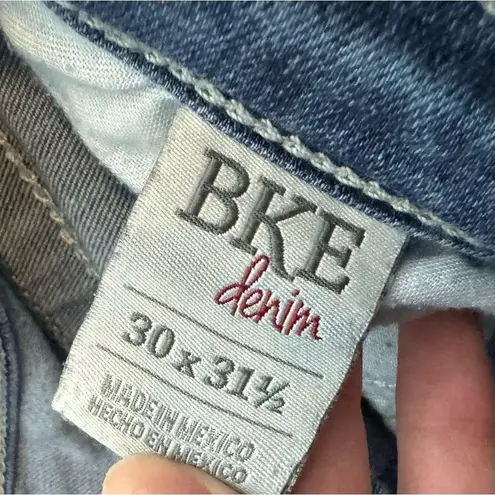 BKE
denim
30 x 31½
MADE IN MEXICO
HECHO EN MEXICO